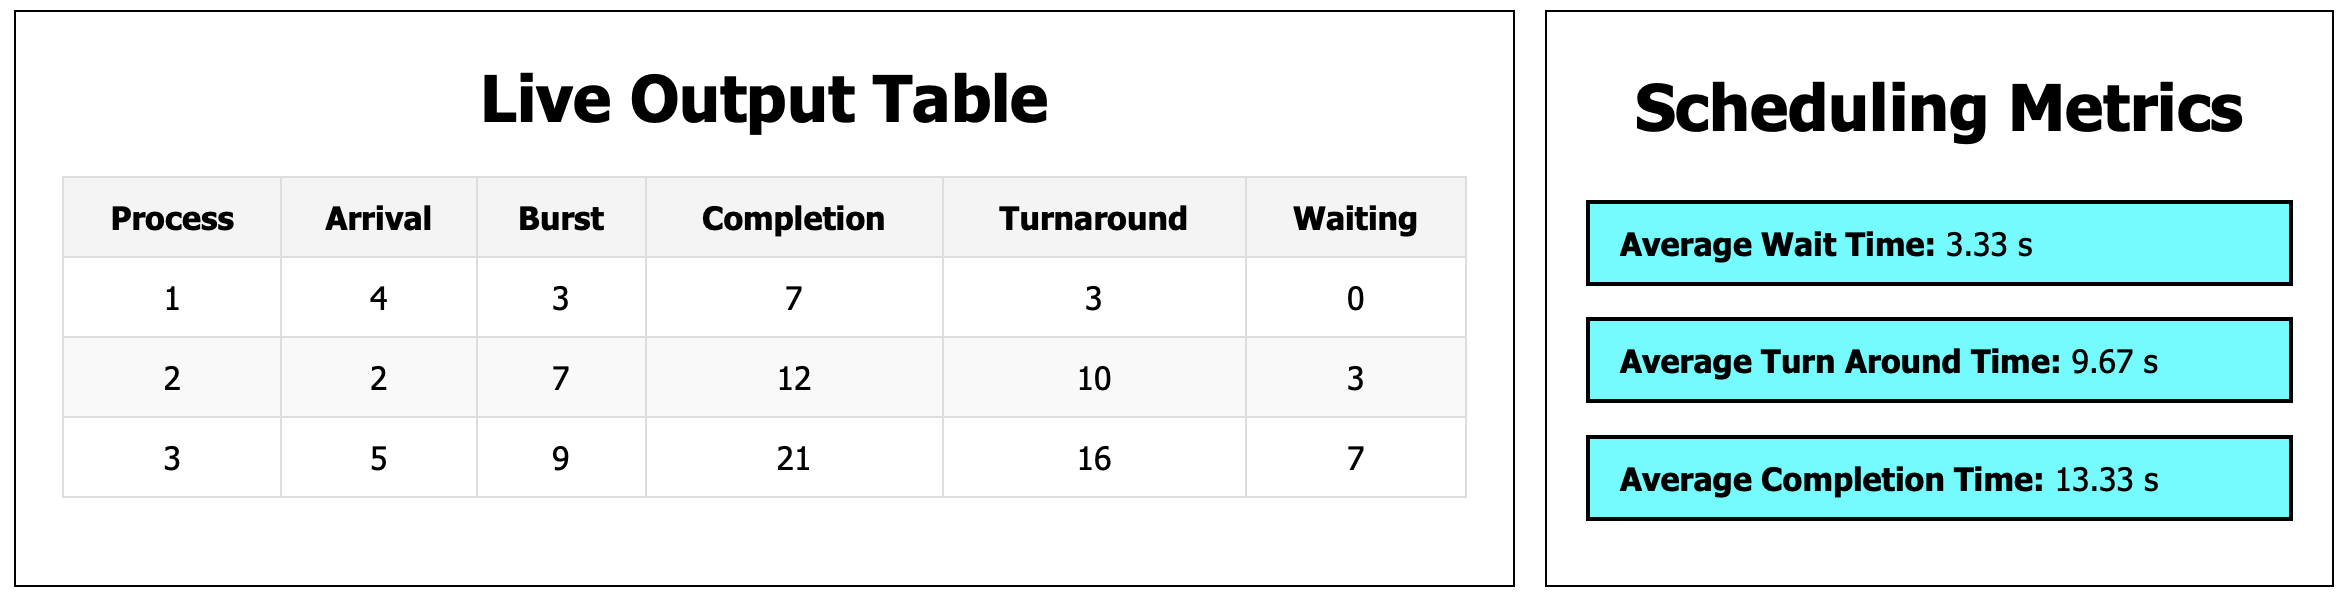 Live Output Table
Process Arrival Burst Completion Turnaround Waiting
1 4 3 7 3 0
2 2 7 12 10 3
3 5 9 21 16 7
Scheduling Metrics
Average Wait Time: 3.33 s
Average Turn Around Time: 9.67 s
Average Completion Time: 13.33 s